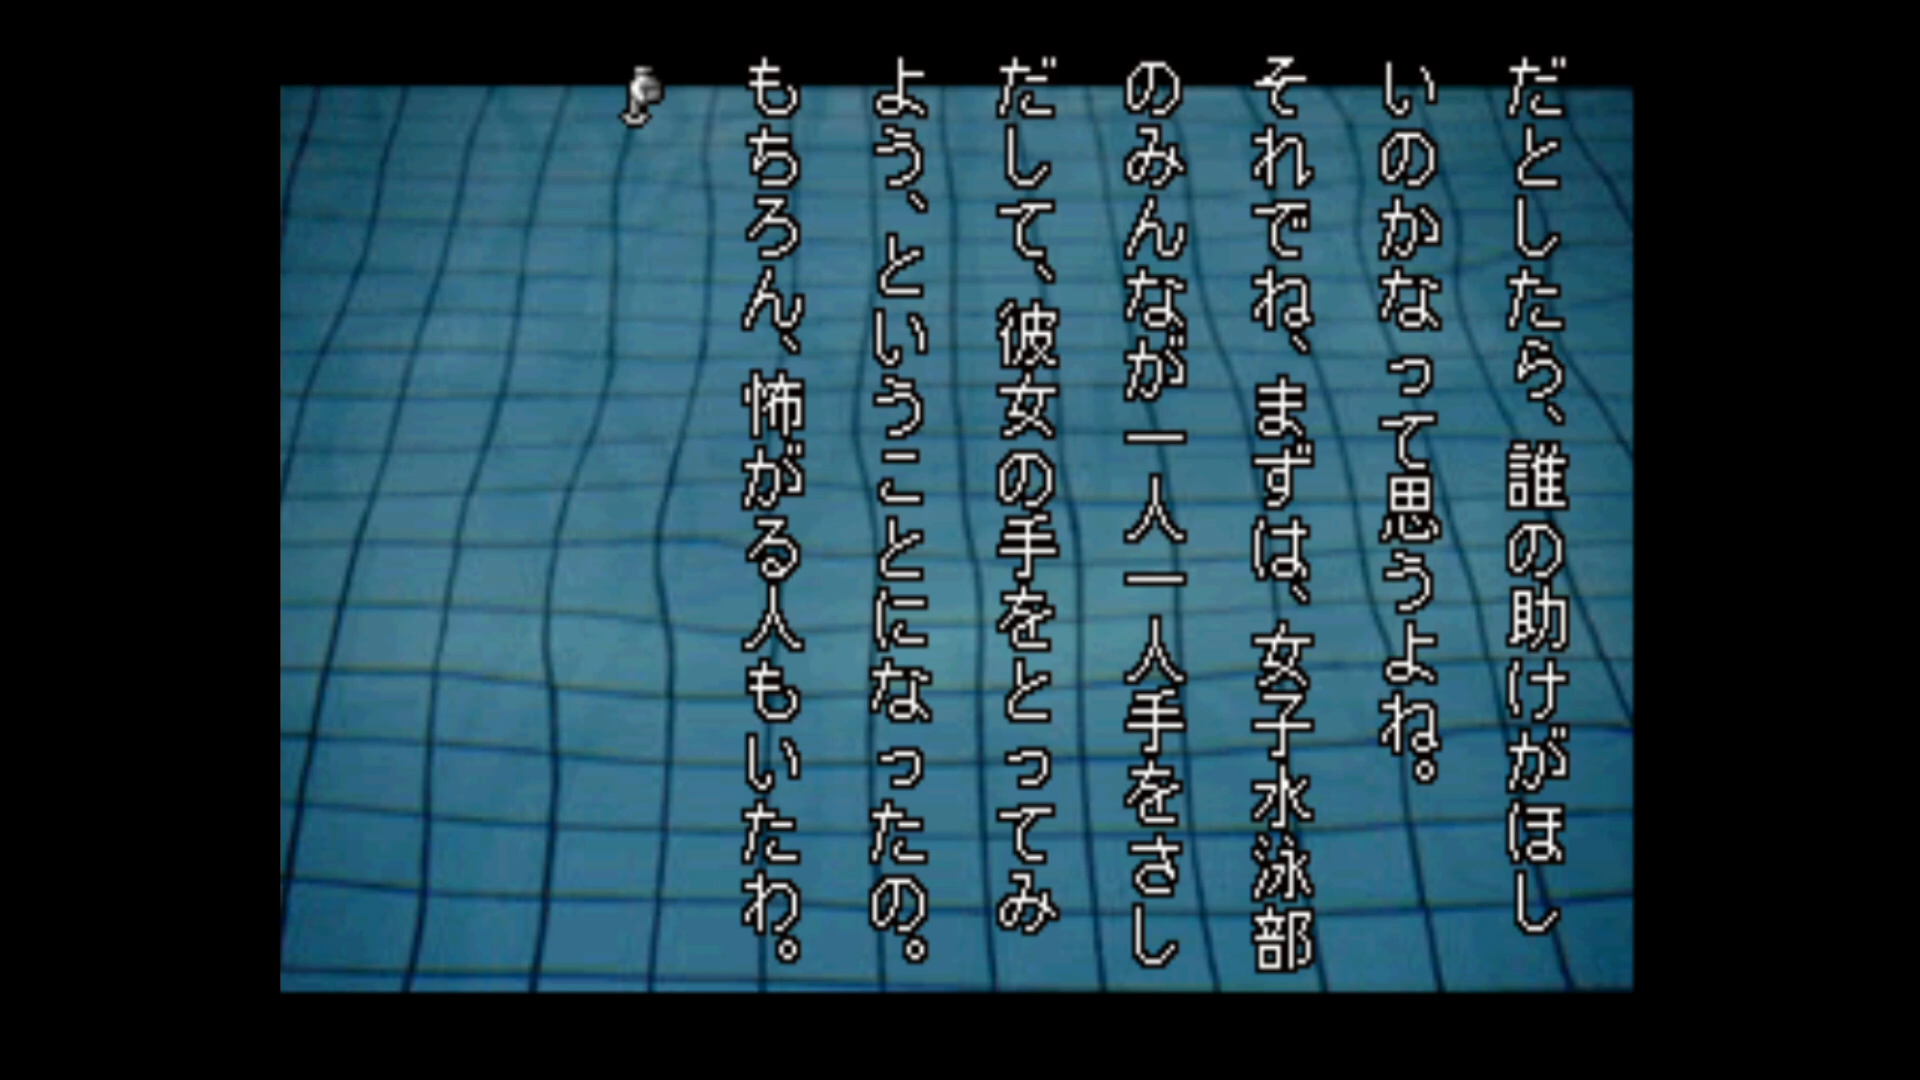 だとしたら、誰の助けがほし
いのかなって思うよね。
それでね、まずは、女子水泳部
のみんなが一人一人手をさし
だして、彼女の手をとってみ
よう、ということになったの。
もちろん、怖がる人もいたわ。